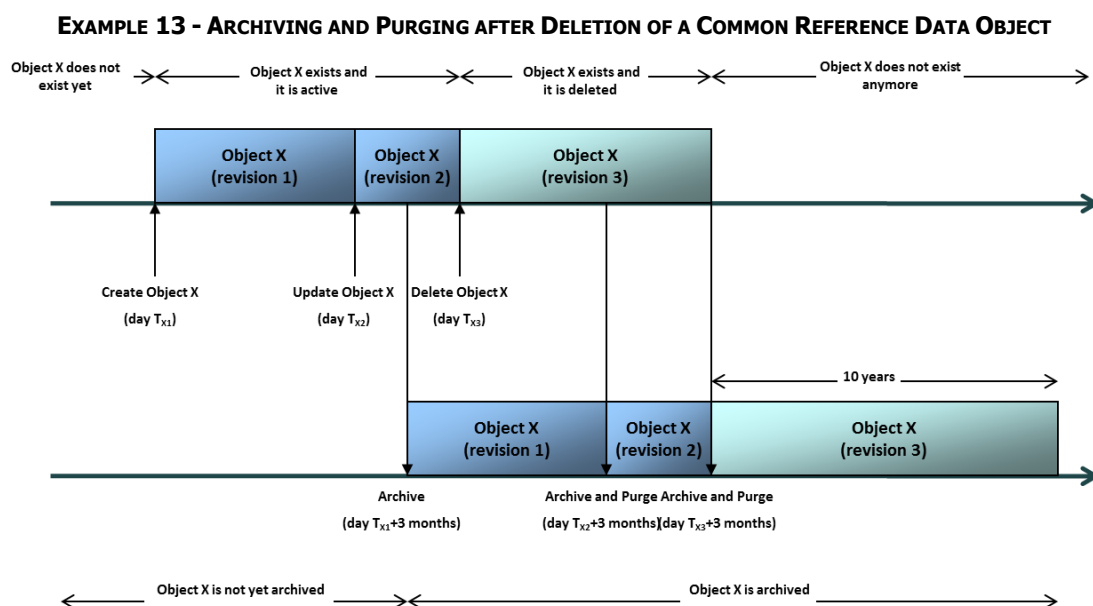 EXAMPLE 13 - ARCHIVING AND PURGING AFTER DELETION OF A COMMON REFERENCE DATA OBJECT
Object X does not
exist yet
Object X exists and
it is active
Object X exists and
it is deleted
Object X does not exist
anymore
Object X
(revision 1)
Object X
(revision 2)
Object X
(revision 3)
Create Object X
(day TX1)
Update Object X
(day TX2)
Delete Object X
(day TX3)
10 years
Object X
(revision 1)
Object X
(revision 2)
Object X
(revision 3)
Archive
(day TX1+3 months)
Archive and Purge
(day TX2+3 months)
Archive and Purge
(day TX3+3 months)
Object X is not yet archived
Object X is archived